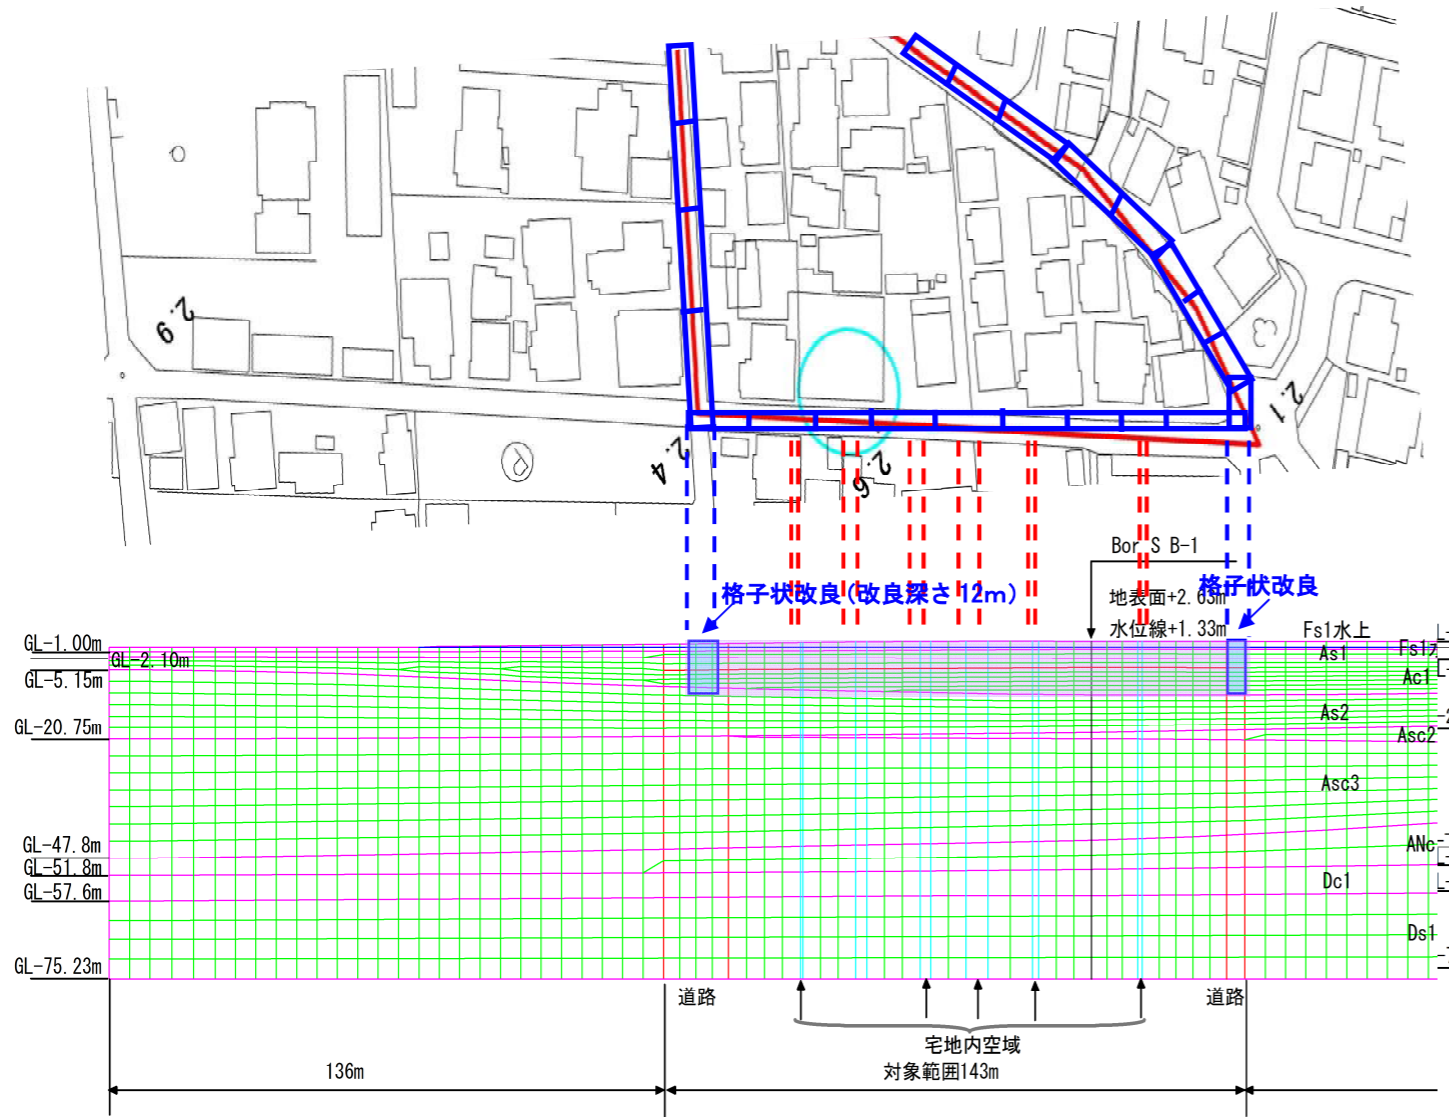 2.9
2.4
2.6
2.1
Bor S B-1
格子状改良(改良深さ12m)
格子状改良
地表面+2.63m
水位線+1.33m
Fs1水上
GL-1.00m
GL-2.10m
GL-5.15m
GL-20.75m
GL-47.8m
GL-51.8m
GL-57.6m
GL-75.23m
As1
Ac1
As2
Asc2
Asc3
ANc
Dc1
Ds1
道路
道路
宅地内空域
136m
対象範囲143m